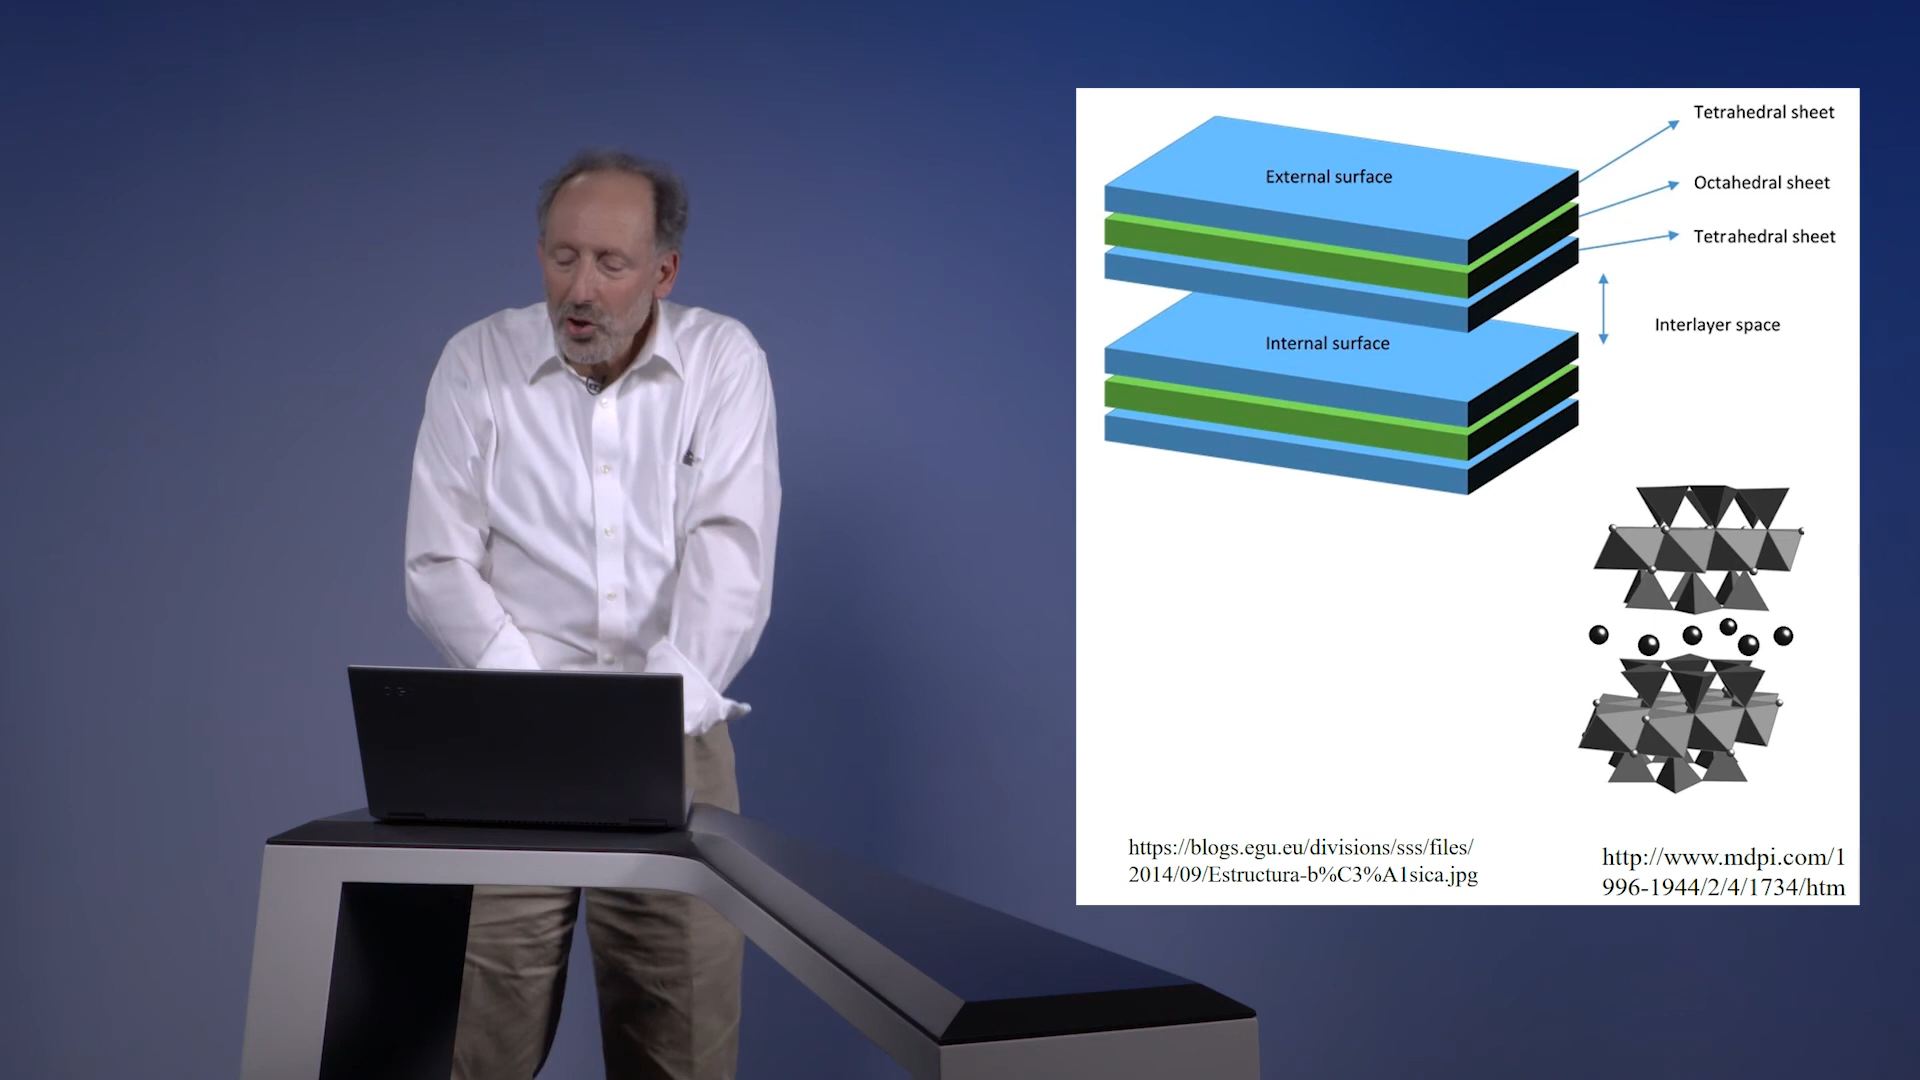 Tetrahedral sheet
External surface
Octahedral sheet
Tetrahedral sheet
Interlayer space
Internal surface
https://blogs.egu.eu/divisions/sss/files/
2014/09/Estructura-b%C3%A1sica.jpg
http://www.mdpi.com/1
996-1944/2/4/1734/htm